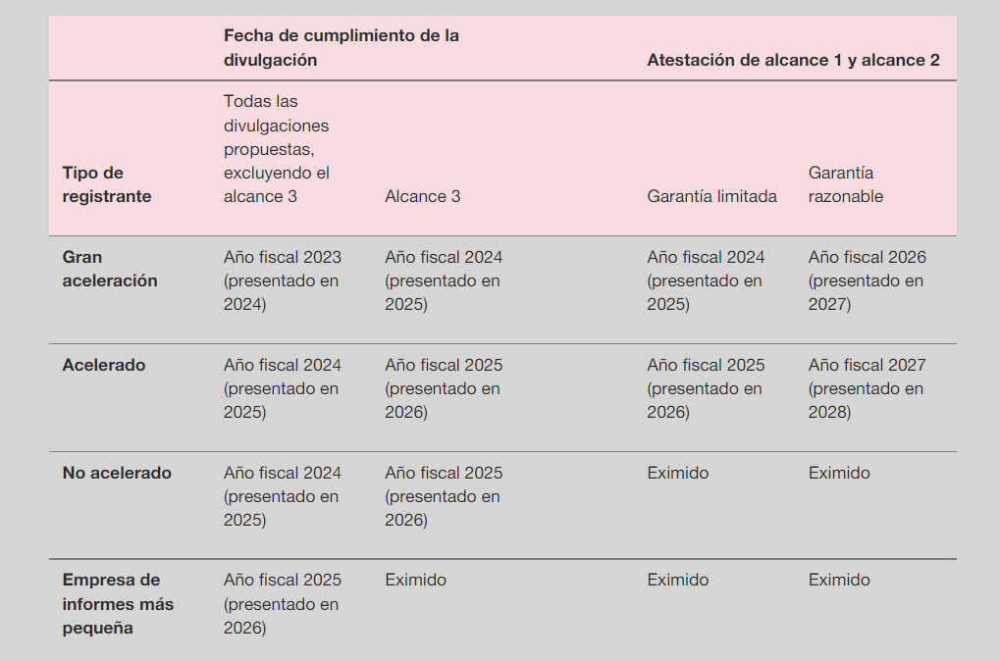 Fecha de cumplimiento de la
divulgación
Atestación de alcance 1 y alcance 2
Tipo de
registrante
Todas las
divulgaciones
propuestas,
excluyendo el
alcance 3
Alcance 3
Garantía limitada
Garantía
razonable
Gran
aceleración
Año fiscal 2023
(presentado en
2024)
Año fiscal 2024
(presentado en
2025)
Año fiscal 2024
(presentado en
2025)
Año fiscal 2026
(presentado en
2027)
Acelerado
Año fiscal 2024
(presentado en
2025)
Año fiscal 2025
(presentado en
2026)
Año fiscal 2025
(presentado en
2026)
Año fiscal 2027
(presentado en
2028)
No acelerado
Año fiscal 2024
(presentado en
2025)
Año fiscal 2025
(presentado en
2026)
Eximido
Eximido
Empresa de
informes más
pequeña
Año fiscal 2025
(presentado en
2026)
Eximido
Eximido
Eximido